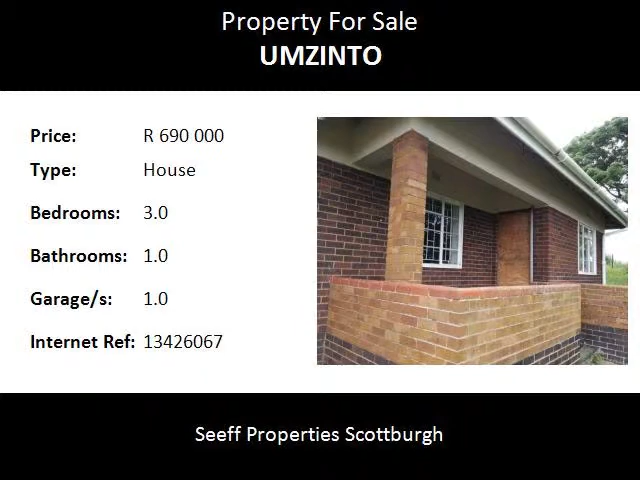 Property For Sale
UMZINTO
Price: R 690 000
Type: House
Bedrooms: 3.0
Bathrooms: 1.0
Garage/s: 1.0
Internet Ref: 13426067
Seeff Properties Scottburgh